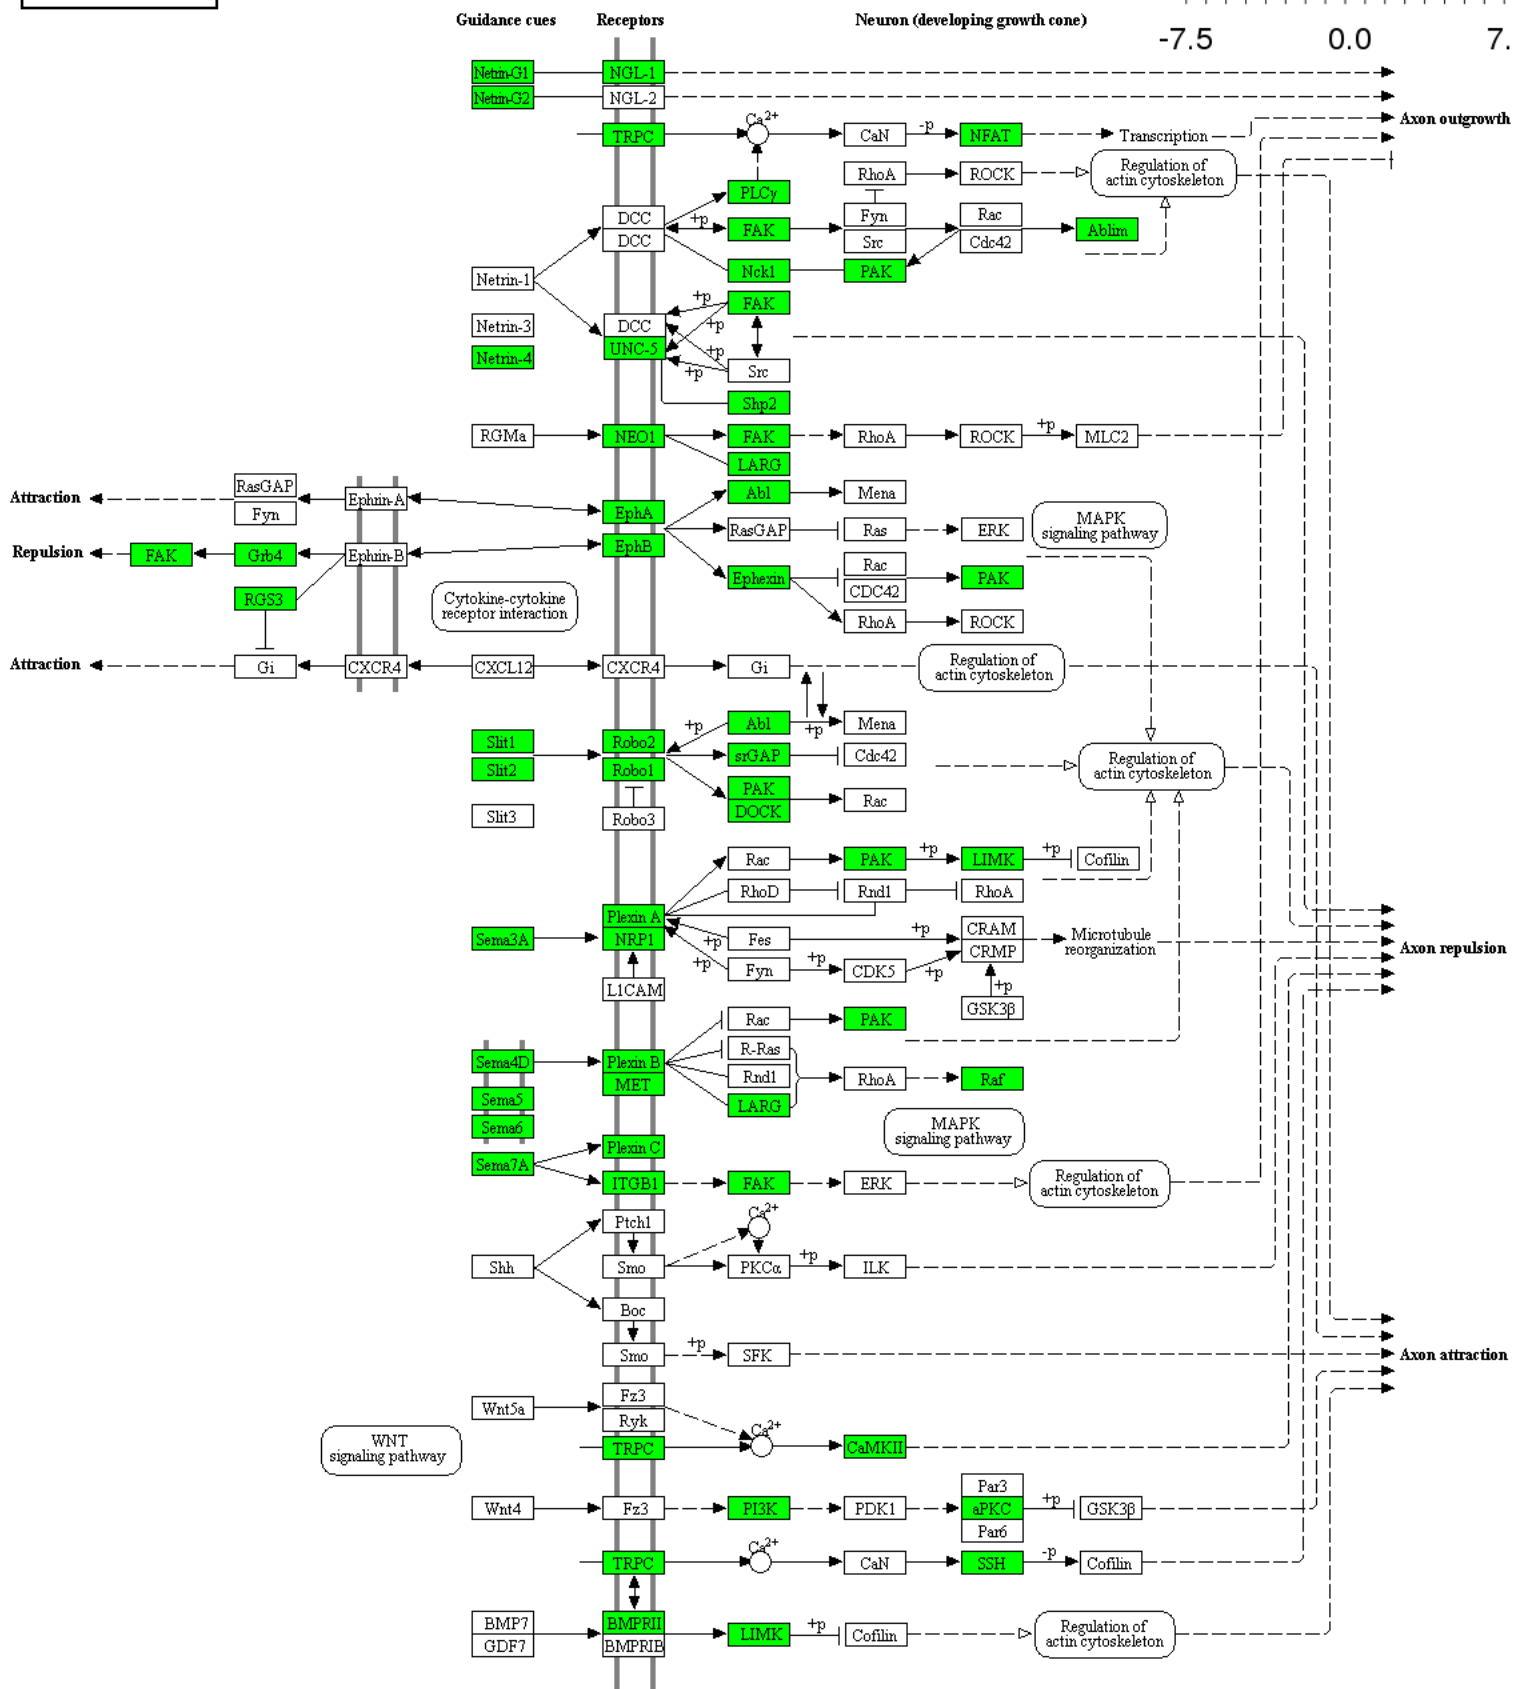 Guidance cues Receptors Neuron (developing growth cone)
-7.5 0.0 7.
Netrin-G1 NGL-1
Netrin-G2 NGL-2
Axon outgrowth
TRPC Ca2+ CaN -p NFAT Transcription
RhoA ROCK Regulation of
actin cytoskeleton
PLCγ
DCC +p FAK Fyn Rac Ablim
DCC Src Cdc42
Nck1 PAK
Netrin-1
+p FAK
Netrin-3 DCC +p
Netrin-4 UNC-5 +p
+p Src
Shp2
RGMa NEO1 FAK RhoA ROCK +p MLC2
LARG
Attraction RasGAP Ephrin-A EphA Abl Mena
Fyn
RasGAP Ras ERK MAPK
signaling pathway
Repulsion FAK Grb4 Ephrin-B EphB
Ephexin Rac PAK
CDC42
RGS3 Cytokine-cytokine
receptor interaction
RhoA ROCK
Attraction Gi CXCR4 CXCL12 CXCR4 Gi Regulation of
actin cytoskeleton
+p Abl +p Mena
Slit1 Robo2 srGAP Cdc42
Slit2 Robo1
Regulation of
actin cytoskeleton
PAK Rac
DOCK
Slit3 Robo3
Rac PAK +p LIMK +p Cofilin
RhoD Rnd1 RhoA
Plexin A
Sema3A NRP1 +p Fes +p CRAM Microtubule
reorganization
CRMP
Axon repulsion
+p Fyn +p CDK5 +p
L1CAM +p
GSK3β
Rac PAK
Sema4D Plexin B R-Ras
MET Rnd1 RhoA Raf
Sema5 LARG
Sema6 MAPK
signaling pathway
Plexin C
Sema7A ITGB1 FAK ERK Regulation of
actin cytoskeleton
Ptch1 Ca2+
Shh Smo PKCα +p ILK
Boc
Smo +p SFK Axon attraction
Wnt5a Fz3
Ryk Ca2+
WNT
signaling pathway
TRPC CaMKII
Par3
Wnt4 Fz3 PI3K PDK1 aPKC +p GSK3β
Par6
TRPC Ca2+ CaN SSH -p Cofilin
BMP7 BMPRII LIMK +p Cofilin Regulation of
actin cytoskeleton
GDF7 BMPRIB